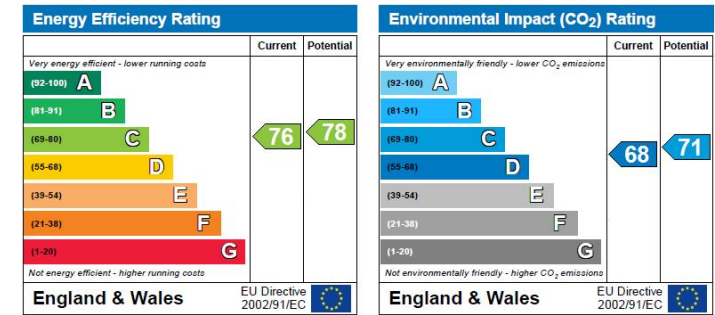 Energy Efficiency Rating
Current Potential
Very energy efficient - lower running costs
(92-100) A
(81-91) B
(69-80) C
76 78
(55-68) D
(39-54) E
(21-38) F
(1-20) G
Not energy efficient - higher running costs
England & Wales
EU Directive
2002/91/EC
Environmental Impact (CO₂) Rating
Current Potential
Very environmentally friendly - lower CO₂ emissions
(92-100) A
(81-91) B
(69-80) C
71
(55-68) D
68
(39-54) E
(21-38) F
(1-20) G
Not environmentally friendly - higher CO₂ emissions
England & Wales
EU Directive
2002/91/EC